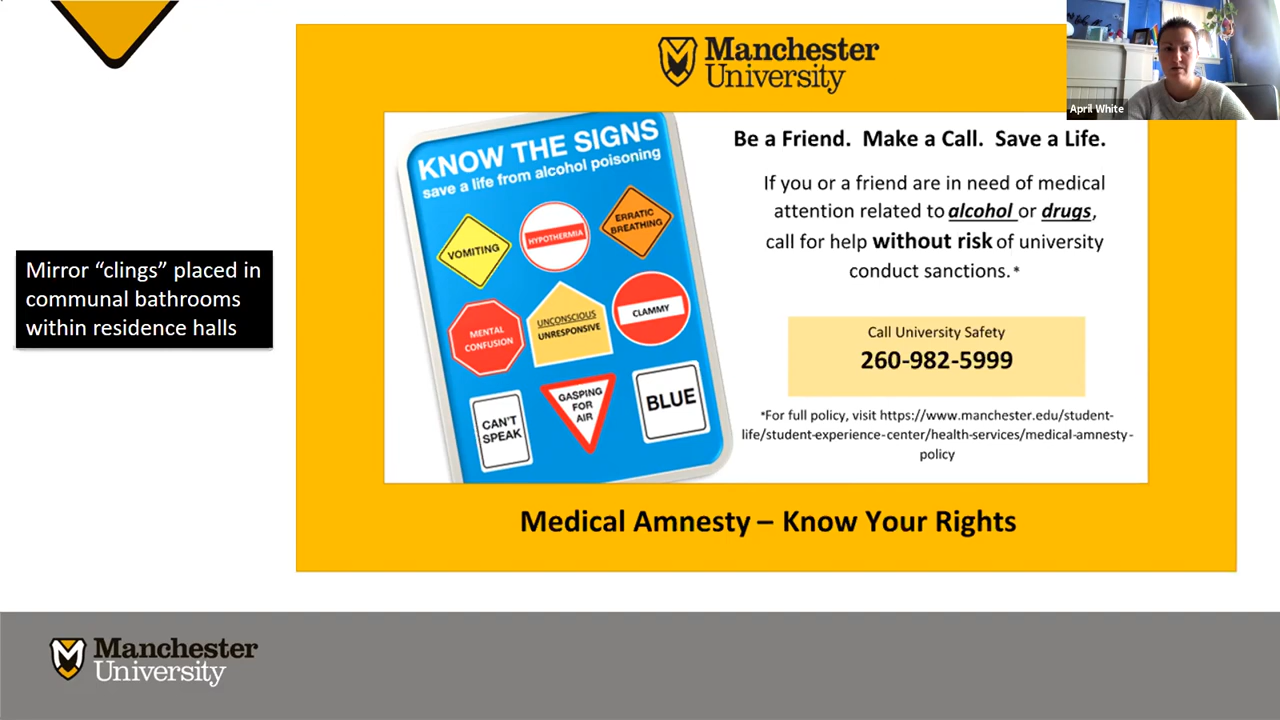 Manchester
University
April White
KNOW THE SIGNS
save a life from alcohol poisoning
VOMITING
HYPOTHERMIA
ERRATIC
BREATHING
MENTAL
CONFUSION
UNCONSCIOUS
UNRESPONSIVE
CLAMMY
CAN'T
SPEAK
GASPING
FOR
AIR
BLUE
Be a Friend. Make a Call. Save a Life.
If you or a friend are in need of medical
attention related to alcohol or drugs,
call for help without risk of university
conduct sanctions.*
Call University Safety
260-982-5999
*For full policy, visit https://www.manchester.edu/student-
life/student-experience-center/health-services/medical-amnesty-
policy
Mirror “clings” placed in
communal bathrooms
within residence halls
Medical Amnesty – Know Your Rights
Manchester
University